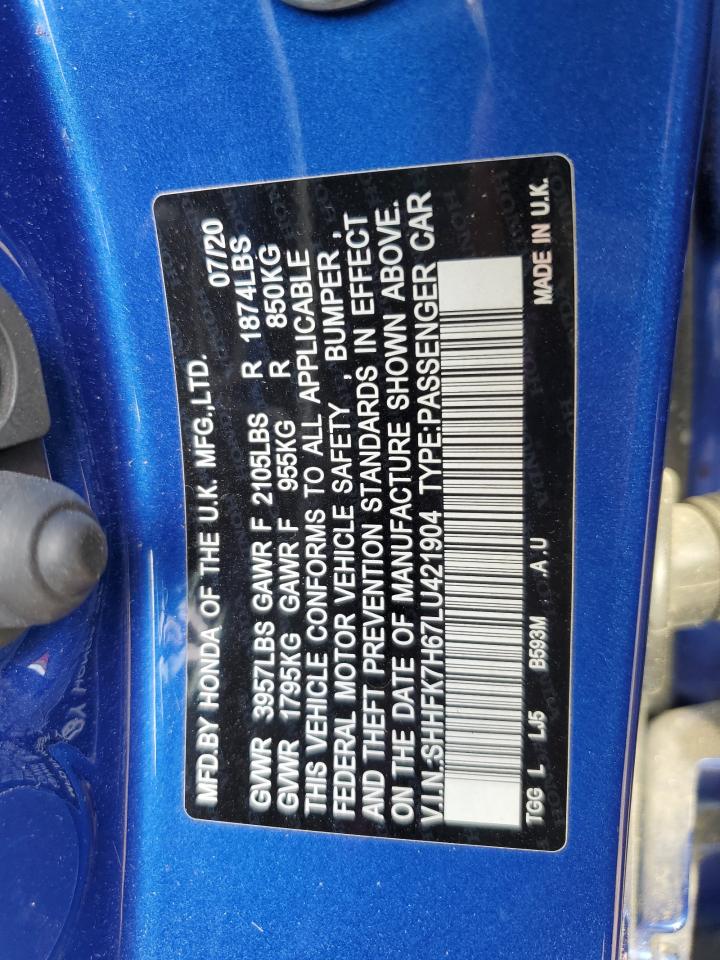 MFD.BY HONDA OF THE U.K. MFG.,LTD. 07/20
GVWR 3957LBS GAWR F 2105LBS R 1874LBS
GVWR 1795KG GAWR F 955KG R 850KG
THIS VEHICLE CONFORMS TO ALL APPLICABLE
FEDERAL MOTOR VEHICLE SAFETY , BUMPER ,
AND THEFT PREVENTION STANDARDS IN EFFECT
ON THE DATE OF MANUFACTURE SHOWN ABOVE.
V.I.N.:SHHFK7H67LU421904 TYPE:PASSENGER CAR
TGG L LJ5 B593M .A .U MADE IN U.K.